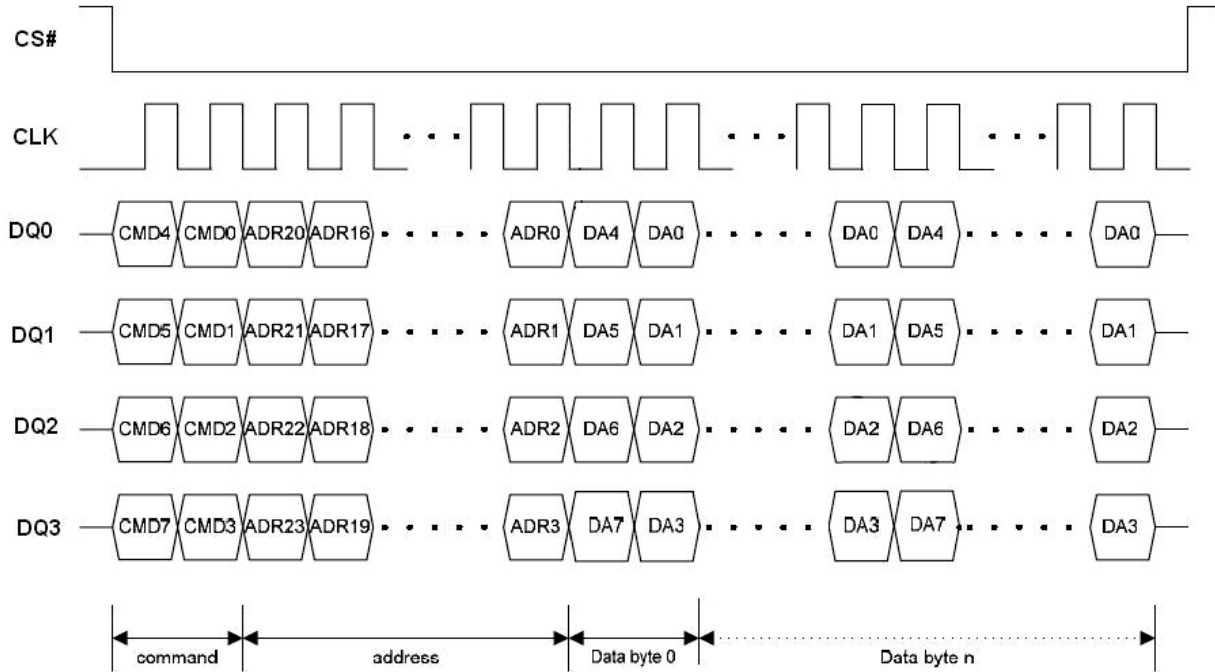 CS#
CLK
DQ0 CMD4 CMD0 ADR20 ADR16 ADR0 DA4 DA0 DA0 DA4 DA0
DQ1 CMD5 CMD1 ADR21 ADR17 ADR1 DA5 DA1 DA1 DA5 DA1
DQ2 CMD6 CMD2 ADR22 ADR18 ADR2 DA6 DA2 DA2 DA6 DA2
DQ3 CMD7 CMD3 ADR23 ADR19 ADR3 DA7 DA3 DA3 DA7 DA3
command address Data byte 0 Data byte n